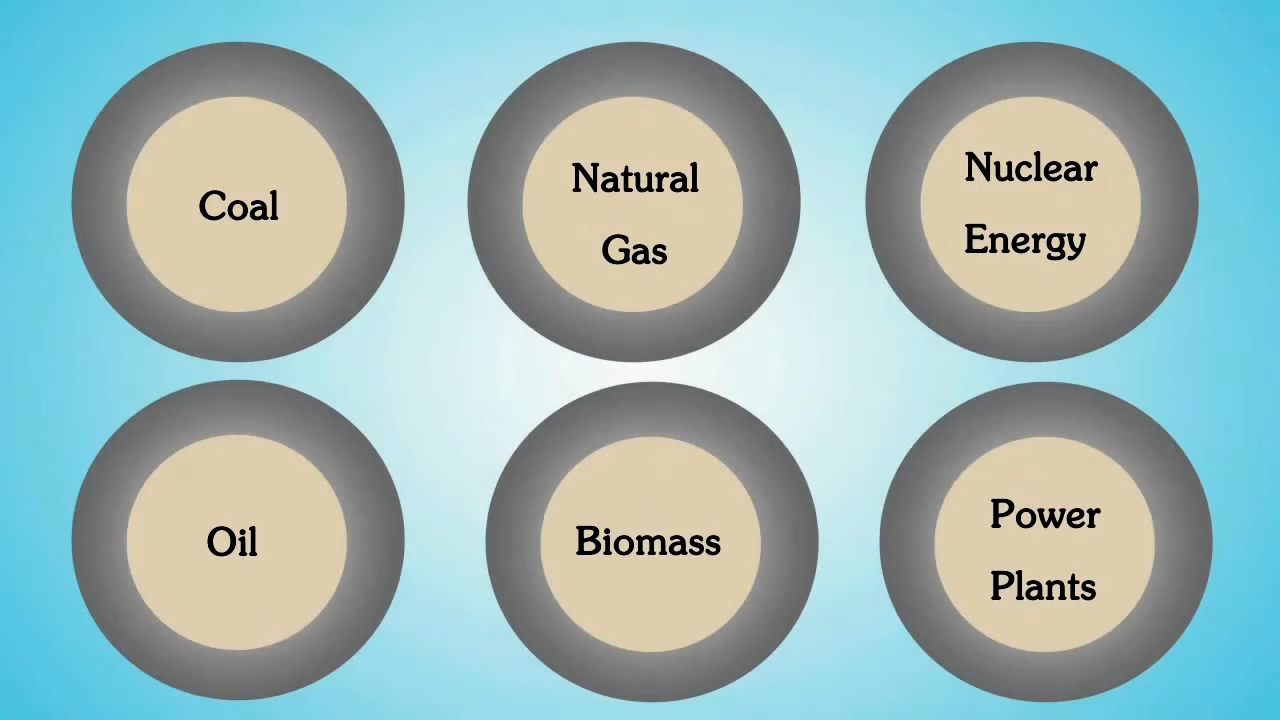 Coal
Natural
Gas
Nuclear
Energy
Oil
Biomass
Power
Plants